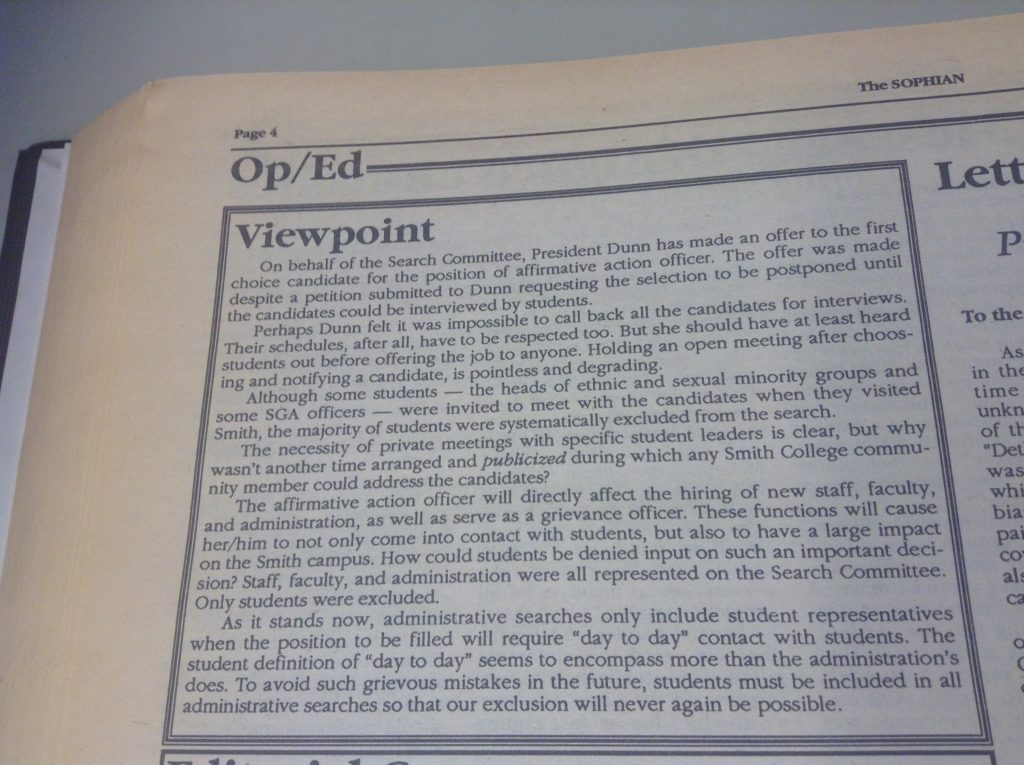 The SOPHIAN
Page 4
Op/Ed
Viewpoint
On behalf of the Search Committee, President Dunn has made an offer to the first
choice candidate for the position of affirmative action officer. The offer was made
despite a petition submitted to Dunn requesting the selection to be postponed until
the candidates could be interviewed by students.
Perhaps Dunn felt it was impossible to call back all the candidates for interviews.
Their schedules, after all, have to be respected too. But she should have at least heard
students out before offering the job to anyone. Holding an open meeting after choos-
ing and notifying a candidate, is pointless and degrading.
Although some students — the heads of ethnic and sexual minority groups and
some SGA officers — were invited to meet with the candidates when they visited
Smith, the majority of students were systematically excluded from the search.
The necessity of private meetings with specific student leaders is clear, but why
wasn't another time arranged and publicized during which any Smith College commu-
nity member could address the candidates?
The affirmative action officer will directly affect the hiring of new staff, faculty,
and administration, as well as serve as a grievance officer. These functions will cause
her/him to not only come into contact with students, but also to have a large impact
on the Smith campus. How could students be denied input on such an important deci-
sion? Staff, faculty, and administration were all represented on the Search Committee.
Only students were excluded.
As it stands now, administrative searches only include student representatives
when the position to be filled will require "day to day" contact with students. The
student definition of "day to day" seems to encompass more than the administration's
does. To avoid such grievous mistakes in the future, students must be included in all
administrative searches so that our exclusion will never again be possible.
Lett
P
To the
As
in the
time
unkn
of th
"Deu
was
whi
bia
pai
co
als
ca